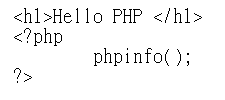 <h1>Hello PHP </h1>
<?php
        phpinfo();
?>